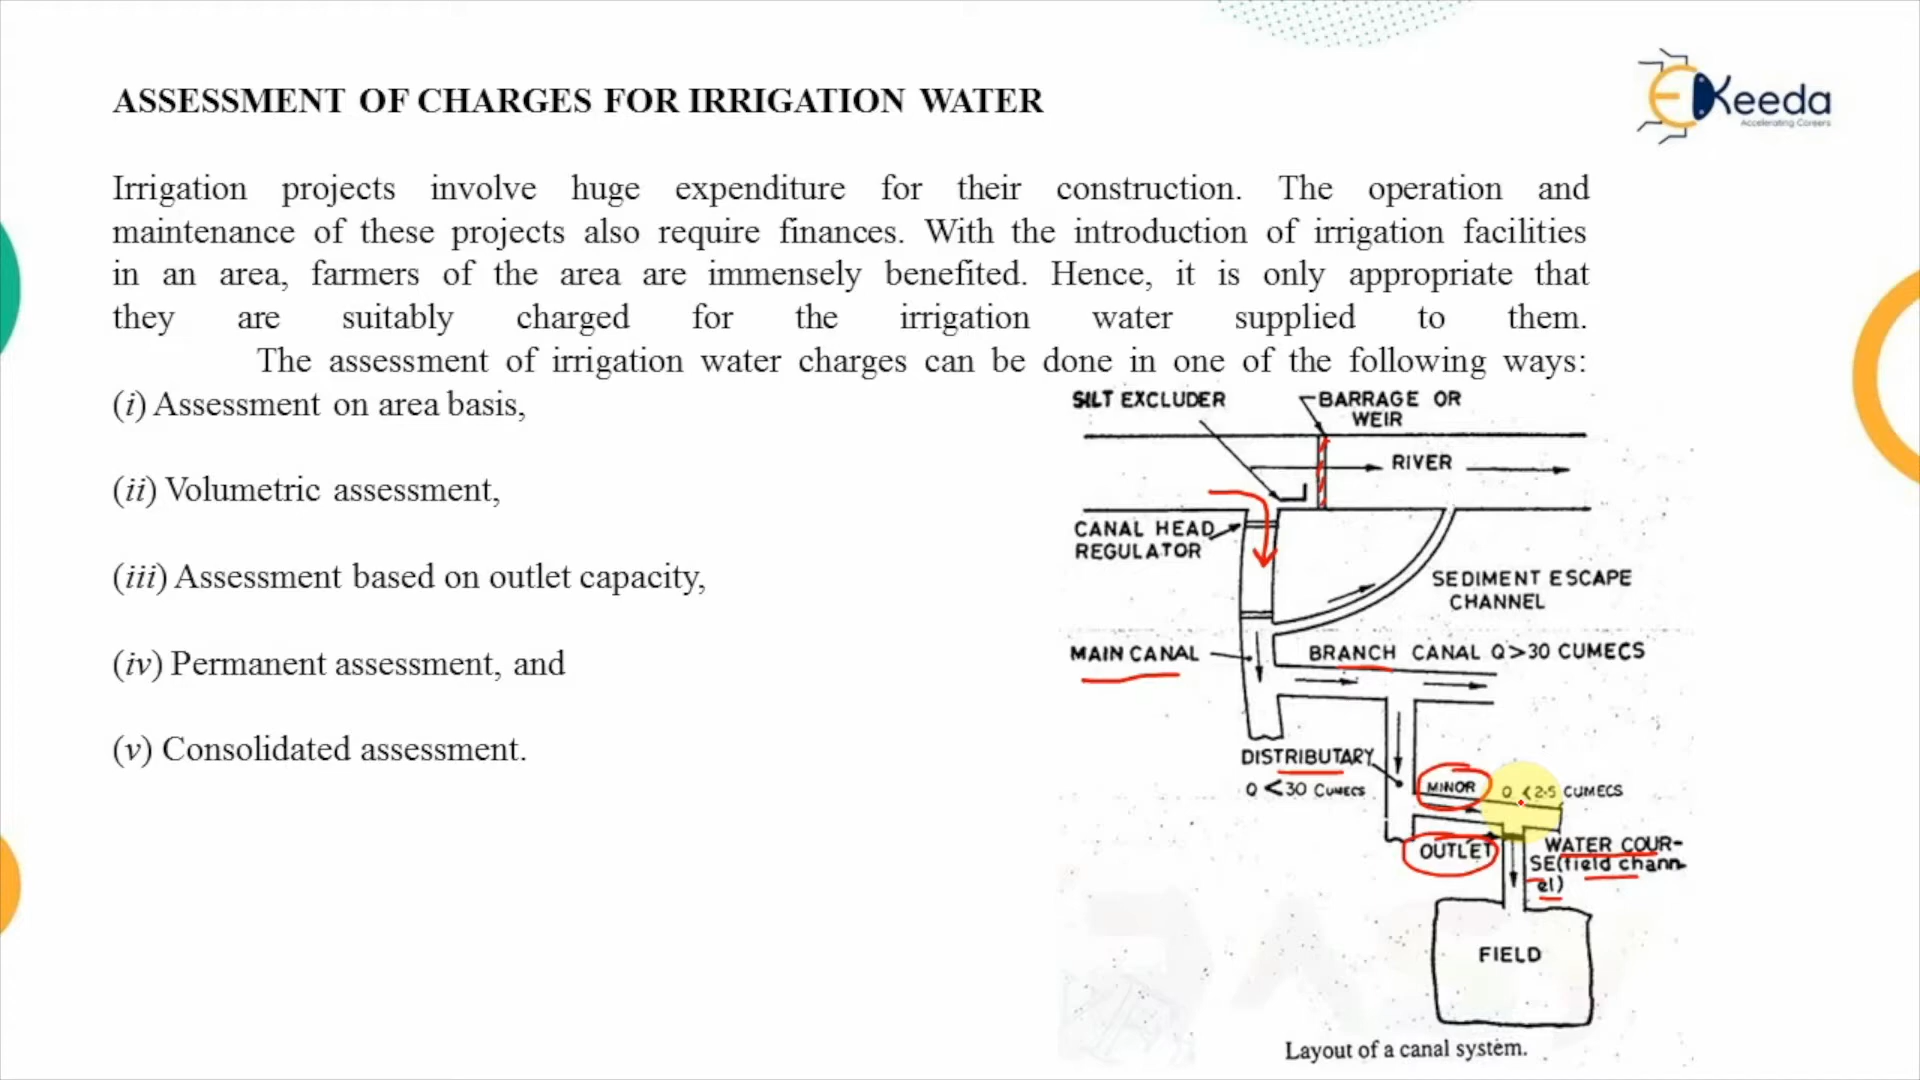 ASSESSMENT OF CHARGES FOR IRRIGATION WATER
Keeda
Accelerating Careers
Irrigation projects involve huge expenditure for their construction. The operation and
maintenance of these projects also require finances. With the introduction of irrigation facilities
in an area, farmers of the area are immensely benefited. Hence, it is only appropriate that
they are suitably charged for the irrigation water supplied to them.
The assessment of irrigation water charges can be done in one of the following ways:
(i) Assessment on area basis,
(ii) Volumetric assessment,
(iii) Assessment based on outlet capacity,
(iv) Permanent assessment, and
(v) Consolidated assessment.
SILT EXCLUDER
BARRAGE OR
WEIR
RIVER
CANAL HEAD
REGULATOR
SEDIMENT ESCAPE
CHANNEL
MAIN CANAL
BRANCH CANAL Q>30 CUMECS
DISTRIBUTARY
Q <30 CUMECS
MINOR Q <2.5 CUMECS
OUTLET
WATER COUR-
SE(field chann-
el)
FIELD
Layout of a canal system.